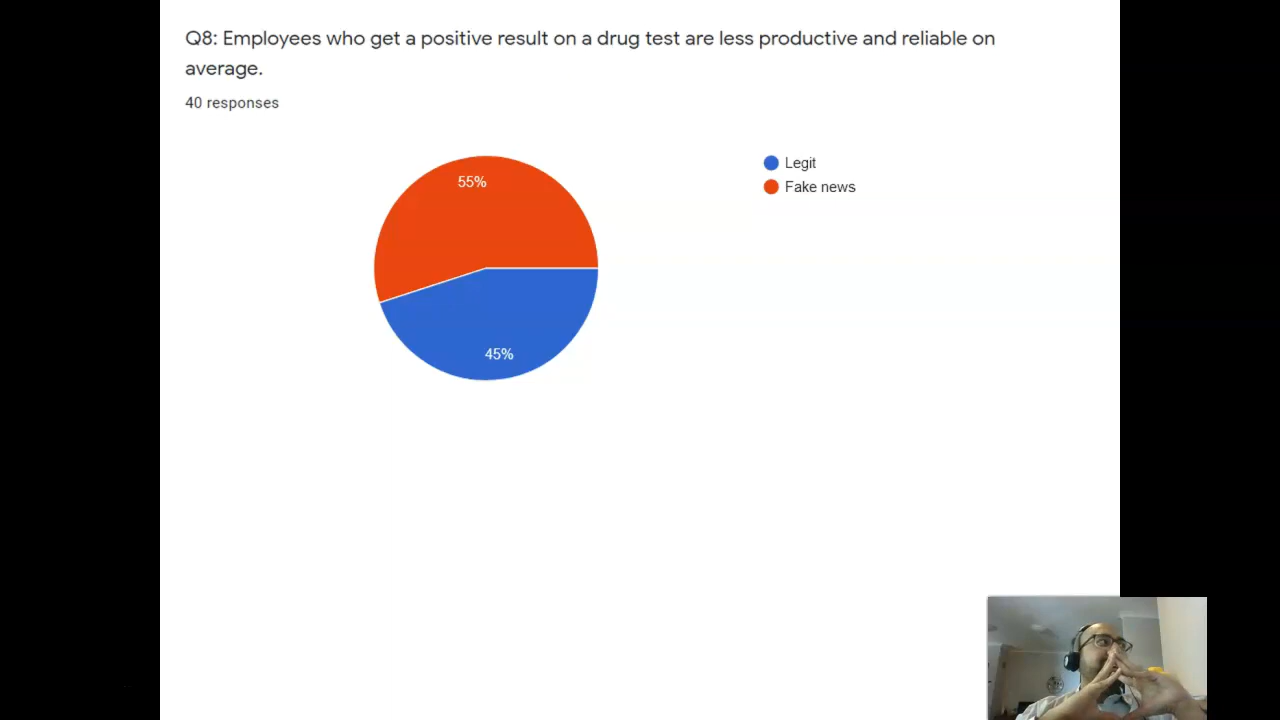 Q8: Employees who get a positive result on a drug test are less productive and reliable on
average.
40 responses
Legit
Fake news
55%
45%